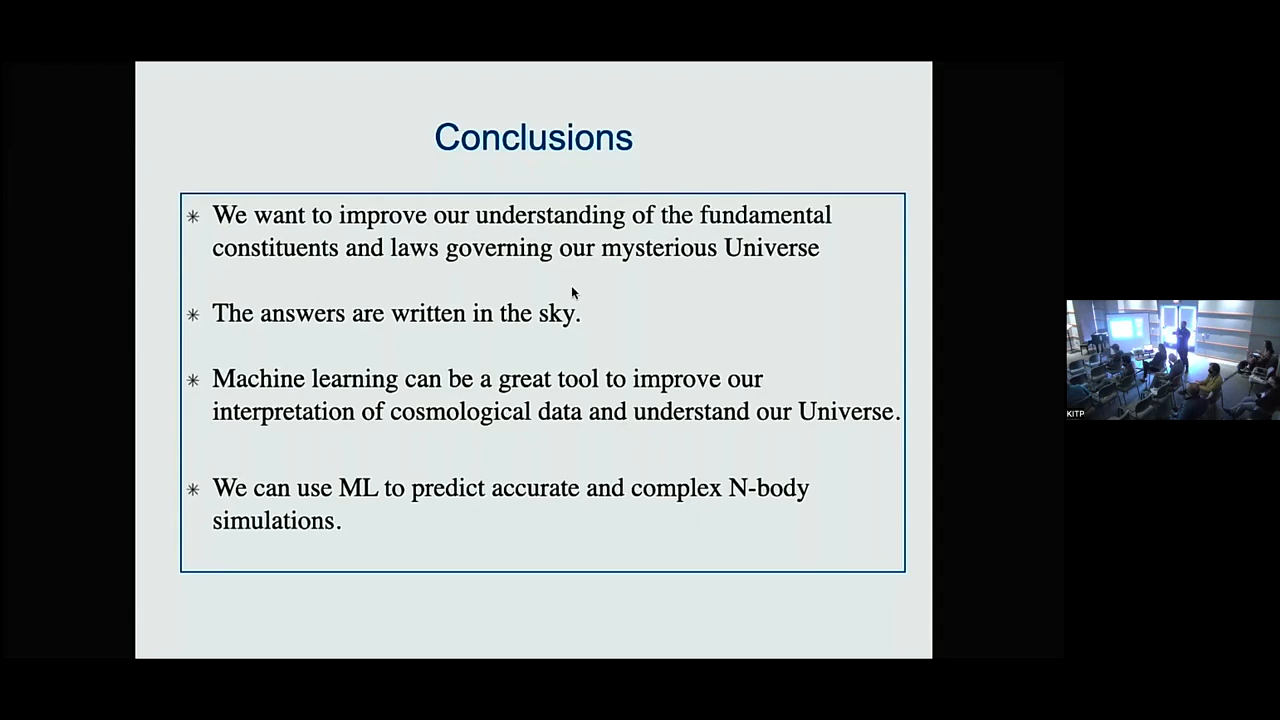 Conclusions
✳ We want to improve our understanding of the fundamental
constituents and laws governing our mysterious Universe
✳ The answers are written in the sky.
✳ Machine learning can be a great tool to improve our
interpretation of cosmological data and understand our Universe.
✳ We can use ML to predict accurate and complex N-body
simulations.
KITP